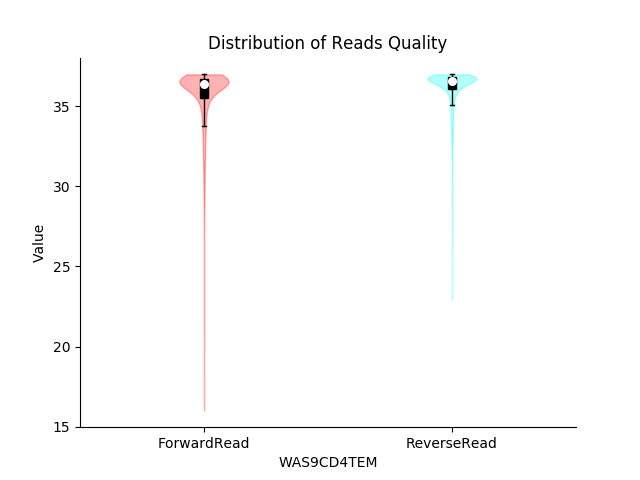 Distribution of Reads Quality
Value
35
30
25
20
15
ForwardRead
ReverseRead
WAS9CD4TEM